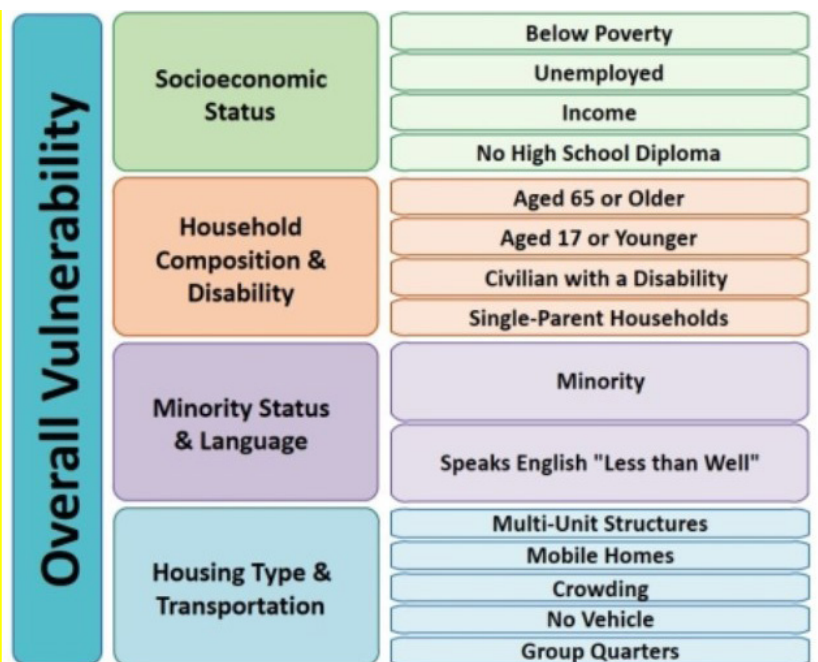 Overall Vulnerability
Socioeconomic
Status
Below Poverty
Unemployed
Income
No High School Diploma
Household
Composition &
Disability
Aged 65 or Older
Aged 17 or Younger
Civilian with a Disability
Single-Parent Households
Minority Status
& Language
Minority
Speaks English "Less than Well"
Housing Type &
Transportation
Multi-Unit Structures
Mobile Homes
Crowding
No Vehicle
Group Quarters